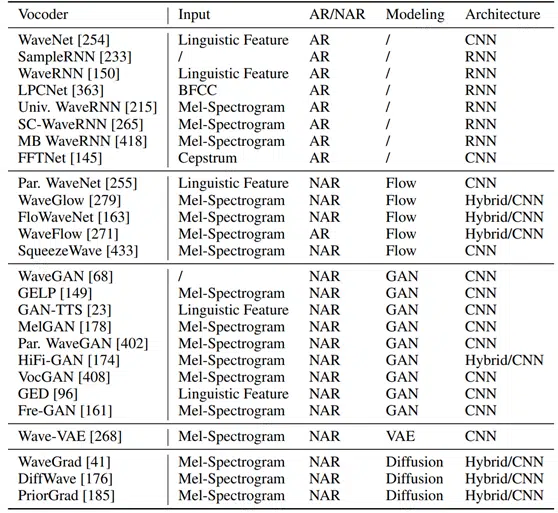 Vocoder Input AR/NAR Modeling Architecture
WaveNet [254] Linguistic Feature AR / CNN
SampleRNN [233] / AR / RNN
WaveRNN [150] Linguistic Feature AR / RNN
LPCNet [363] BFCC AR / RNN
Univ. WaveRNN [215] Mel-Spectrogram AR / RNN
SC-WaveRNN [265] Mel-Spectrogram AR / RNN
MB WaveRNN [418] Mel-Spectrogram AR / RNN
FFTNet [145] Cepstrum AR / CNN
Par. WaveNet [255] Linguistic Feature NAR Flow CNN
WaveGlow [279] Mel-Spectrogram NAR Flow Hybrid/CNN
FloWaveNet [163] Mel-Spectrogram NAR Flow Hybrid/CNN
WaveFlow [271] Mel-Spectrogram AR Flow Hybrid/CNN
SqueezeWave [433] Mel-Spectrogram NAR Flow CNN
WaveGAN [68] / NAR GAN CNN
GELP [149] Mel-Spectrogram NAR GAN CNN
GAN-TTS [23] Linguistic Feature NAR GAN CNN
MelGAN [178] Mel-Spectrogram NAR GAN CNN
Par. WaveGAN [402] Mel-Spectrogram NAR GAN CNN
HiFi-GAN [174] Mel-Spectrogram NAR GAN Hybrid/CNN
VocGAN [408] Mel-Spectrogram NAR GAN CNN
GED [96] Linguistic Feature NAR GAN CNN
Fre-GAN [161] Mel-Spectrogram NAR GAN CNN
Wave-VAE [268] Mel-Spectrogram NAR VAE CNN
WaveGrad [41] Mel-Spectrogram NAR Diffusion Hybrid/CNN
DiffWave [176] Mel-Spectrogram NAR Diffusion Hybrid/CNN
PriorGrad [185] Mel-Spectrogram NAR Diffusion Hybrid/CNN